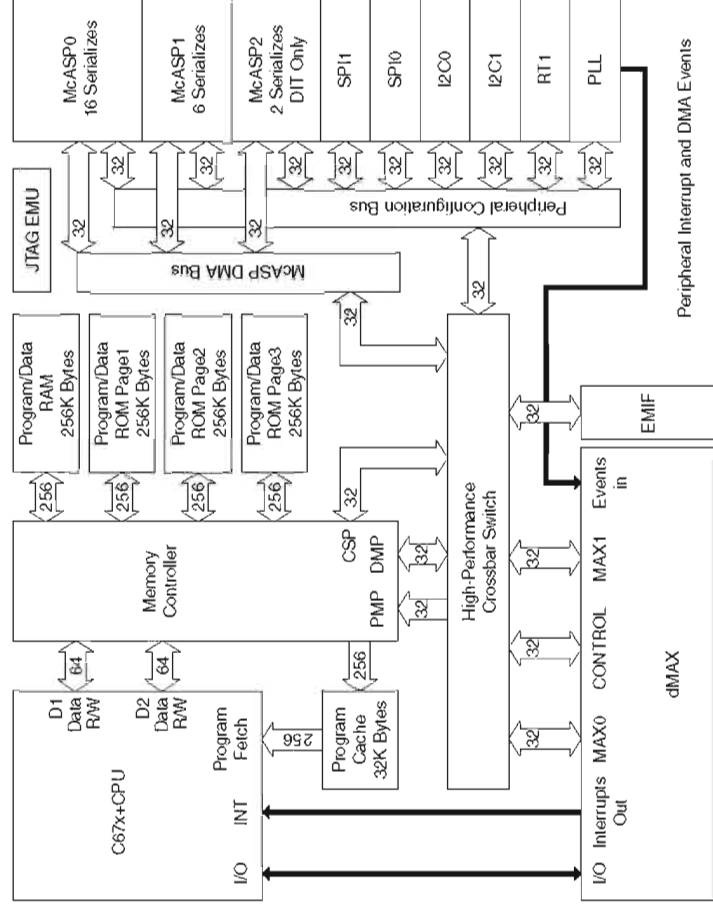 C67x+CPU
D1
Data
R/W
D2
Data
R/W
Program
Fetch
INT
I/O
64
64
256
256
Program
Cache
32K Bytes
Memory
Controller
CSP
PMP
DMP
256
256
256
256
Program/Data
RAM
256K Bytes
Program/Data
ROM Page1
256K Bytes
Program/Data
ROM Page2
256K Bytes
Program/Data
ROM Page3
256K Bytes
JTAG EMU
McASP DMA Bus
32
32
32
32
32
32
32
Peripheral Configuration Bus
32
32
32
32
32
32
32
32
32
32
McASP0
16 Serializes
McASP1
6 Serializes
McASP2
2 Serializes
DIT Only
SPI1
SPI0
I2C0
I2C1
RT1
PLL
High-Performance
Crossbar Switch
32
32
32
32
EMIF
I/O
Interrupts
Out
MAX0
CONTROL
MAX1
Events
in
dMAX
Peripheral Interrupt and DMA Events